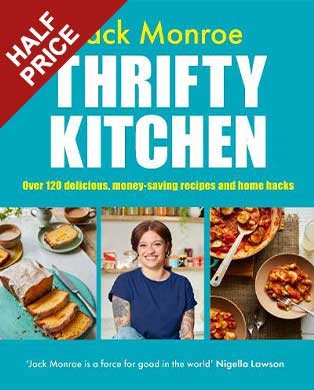 HALF
PRICE
Jack Monroe
THRIFTY
KITCHEN
Over 120 delicious, money-saving recipes and home hacks
'Jack Monroe is a force for good in the world' Nigella Lawson